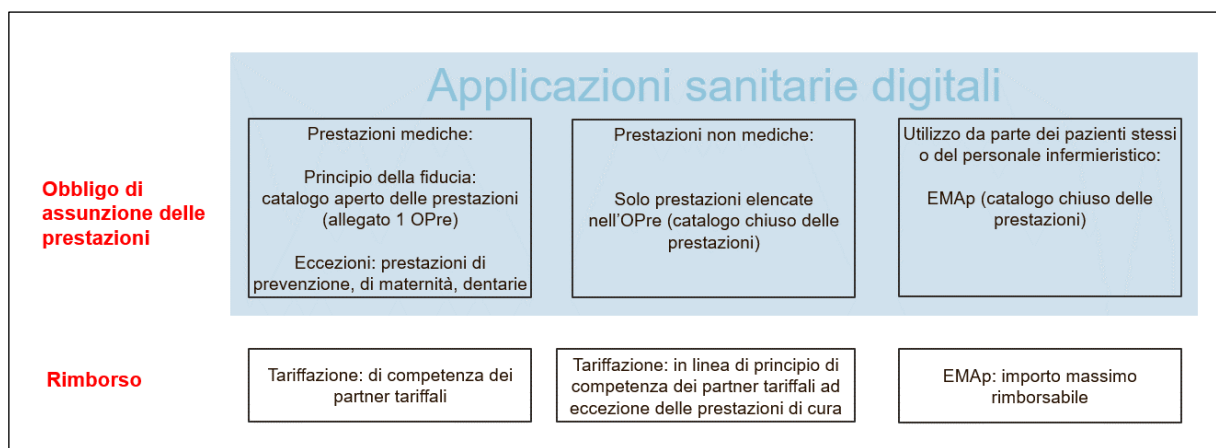 Applicazioni sanitarie digitali
Obbligo di
assunzione delle
prestazioni
Prestazioni mediche:
Principio della fiducia:
catalogo aperto delle prestazioni
(allegato 1 OPre)
Eccezioni: prestazioni di
prevenzione, di maternità, dentarie
Prestazioni non mediche:
Solo prestazioni elencate
nell'OPre (catalogo chiuso delle
prestazioni)
Utilizzo da parte dei pazienti stessi
o del personale infermieristico:
EMAp (catalogo chiuso delle
prestazioni)
Rimborso
Tariffazione: di competenza dei
partner tariffali
Tariffazione: in linea di principio di
competenza dei partner tariffali ad
eccezione delle prestazioni di cura
EMAp: importo massimo
rimborsabile